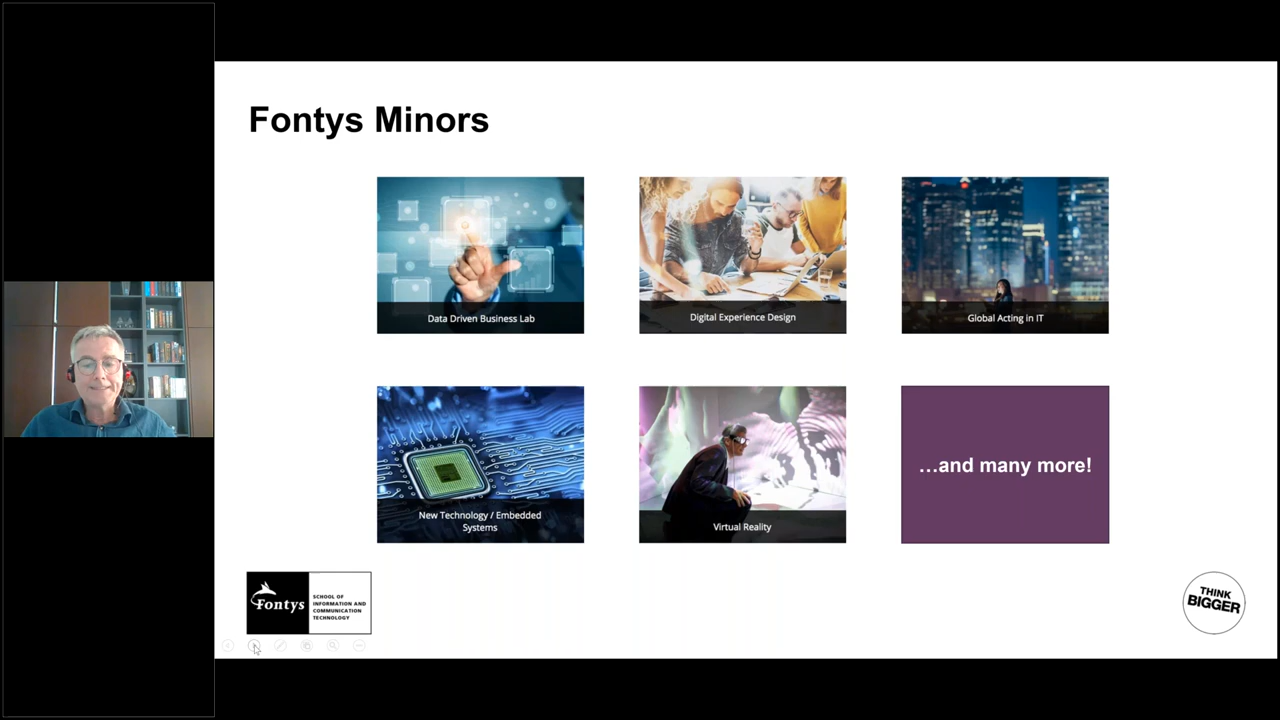 Fontys Minors
Data Driven Business Lab
Digital Experience Design
Global Acting in IT
New Technology / Embedded
Systems
Virtual Reality
…and many more!
Fontys
SCHOOL OF
INFORMATION AND
COMMUNICATION
TECHNOLOGY
THINK
BIGGER